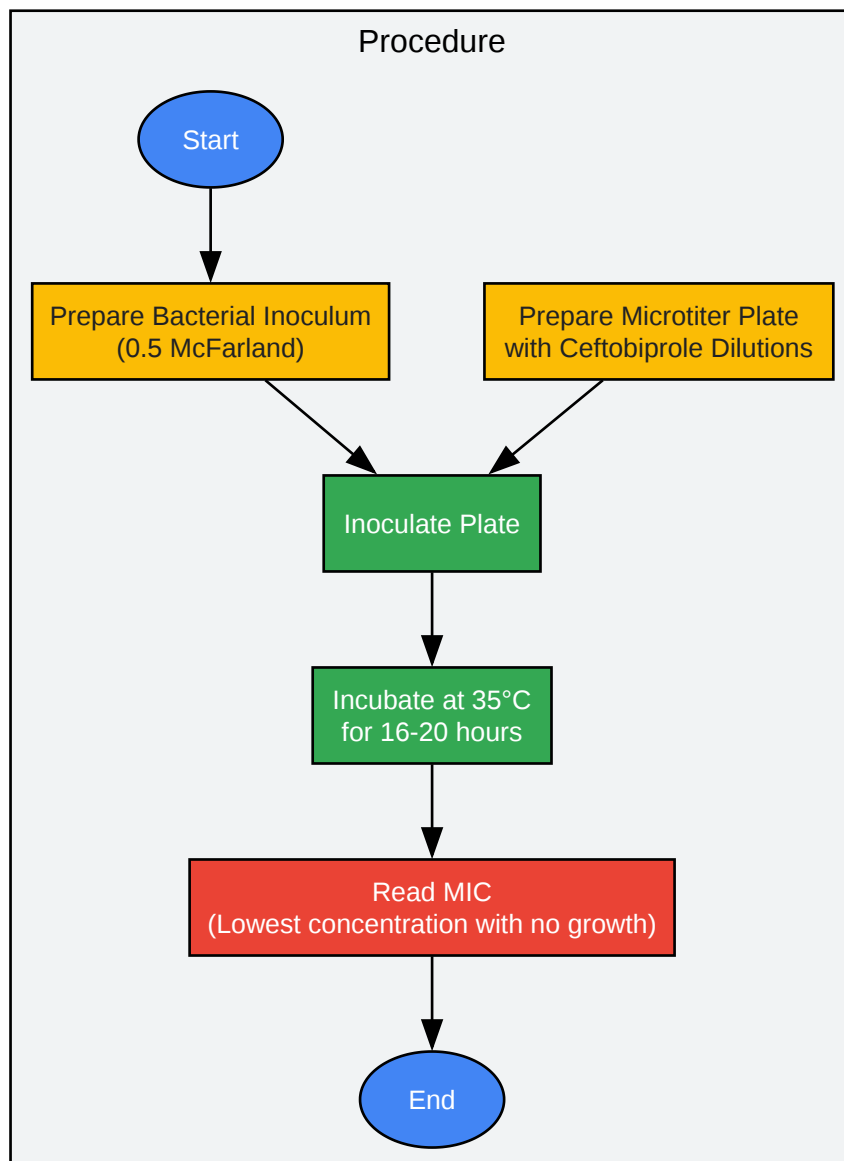 Procedure
Start
Prepare Bacterial Inoculum
(0.5 McFarland)
Prepare Microtiter Plate
with Ceftobiprole Dilutions
Inoculate Plate
Incubate at 35°C
for 16-20 hours
Read MIC
(Lowest concentration with no growth)
End